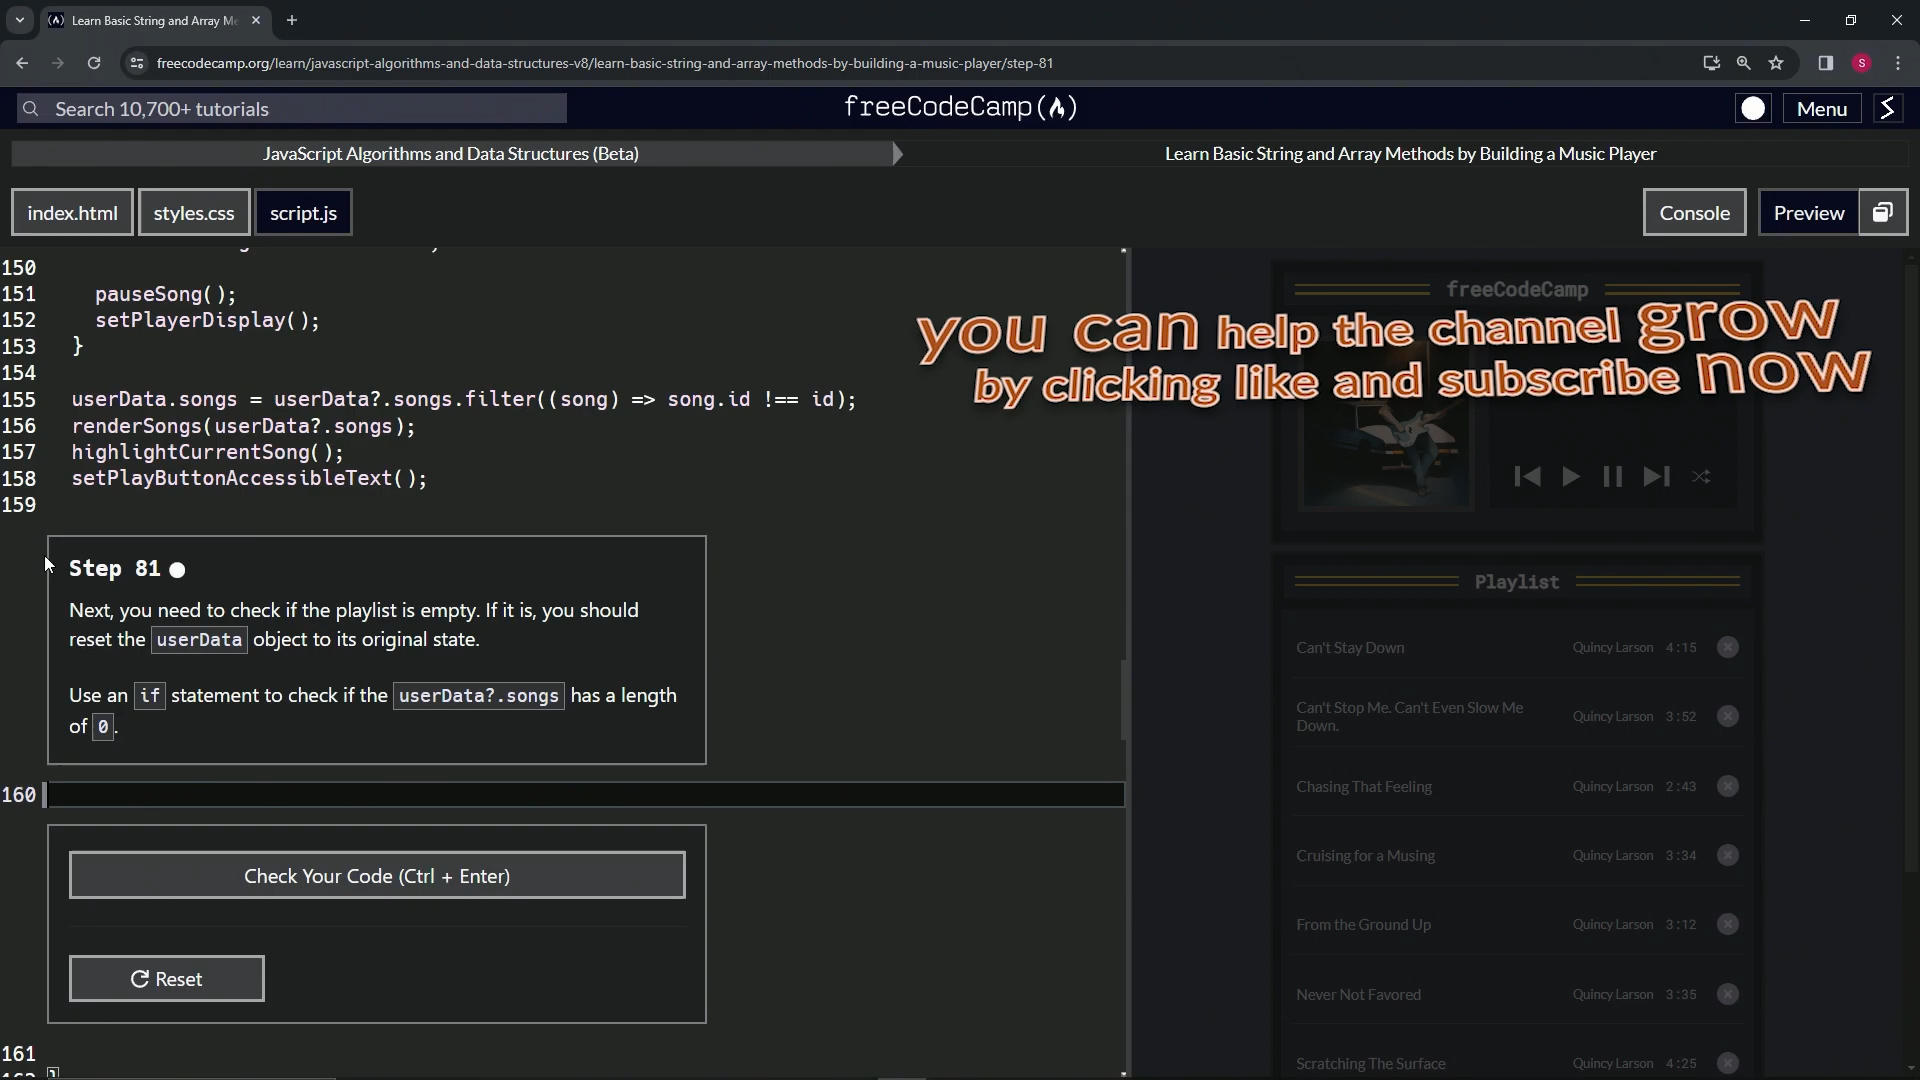 Learn Basic String and Array Me
freecodecamp.org/learn/javascript-algorithms-and-data-structures-v8/learn-basic-string-and-array-methods-by-building-a-music-player/step-81
S
Search 10,700+ tutorials
freeCodeCamp
Menu
JavaScript Algorithms and Data Structures (Beta)
Learn Basic String and Array Methods by Building a Music Player
index.html
styles.css
script.js
Console
Preview
150
151 pauseSong();
152 setPlayerDisplay();
153 }
154
155 userData.songs = userData?.songs.filter((song) => song.id !== id);
156 renderSongs(userData?.songs);
157 highlightCurrentSong();
158 setPlayButtonAccessibleText();
159
Step 81
Next, you need to check if the playlist is empty. If it is, you should
reset the userData object to its original state.
Use an if statement to check if the userData?.songs has a length
of 0.
160
Check Your Code (Ctrl + Enter)
Reset
161
freeCodeCamp
you can help the channel grow
by clicking like and subscribe now
Playlist
Can't Stay Down Quincy Larson 4:15
Can't Stop Me. Can't Even Slow Me
Down. Quincy Larson 3:52
Chasing That Feeling Quincy Larson 2:43
Cruising for a Musing Quincy Larson 3:34
From the Ground Up Quincy Larson 3:12
Never Not Favored Quincy Larson 3:35
Scratching The Surface Quincy Larson 4:25